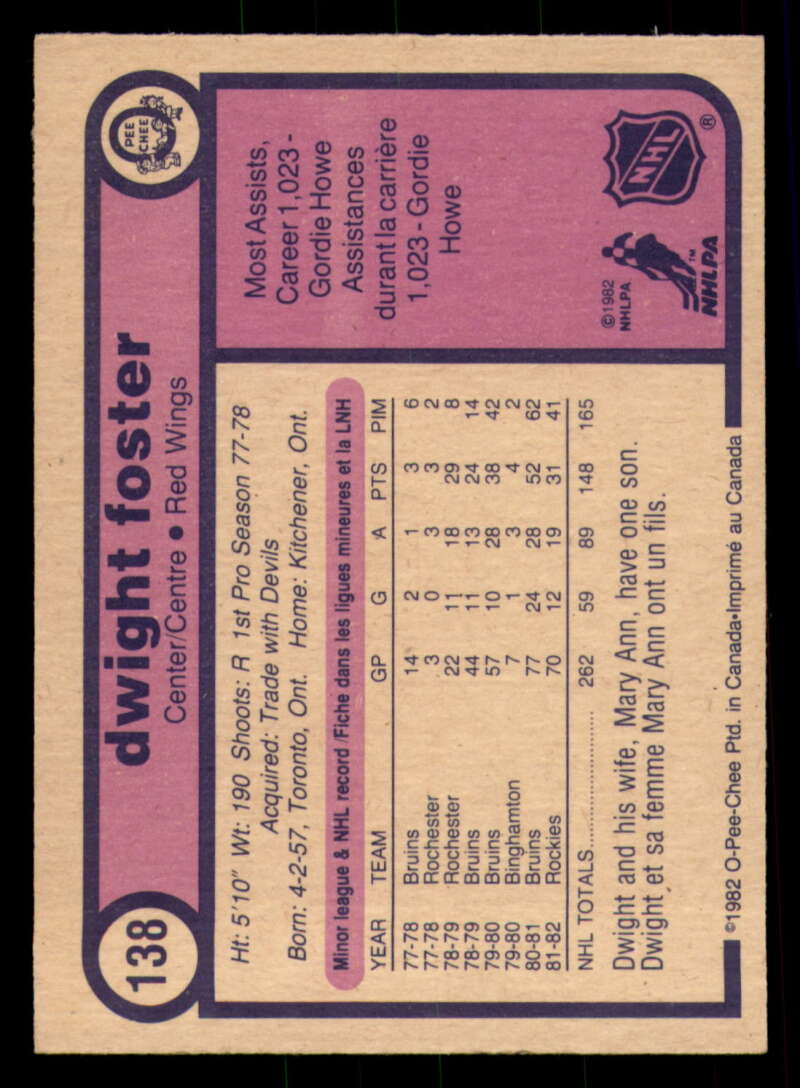 138
dwight foster
Center/Centre • Red Wings
PEE
CHEE
Ht: 5'10" Wt: 190 Shoots: R 1st Pro Season 77-78
Acquired: Trade with Devils
Born: 4-2-57, Toronto, Ont. Home: Kitchener, Ont.
Minor league & NHL record/Fiche dans les ligues mineures et la LNH
YEAR TEAM GP G A PTS PIM
77-78 Bruins 14 2 1 3 6
77-78 Rochester 3 0 3 3 2
78-79 Rochester 22 11 18 29 8
78-79 Bruins 44 11 13 24 14
79-80 Bruins 57 10 28 38 42
79-80 Binghamton 7 1 3 4 2
80-81 Bruins 77 24 28 52 62
81-82 Rockies 70 12 19 31 41
NHL TOTALS.................... 262 59 89 148 165
Dwight and his wife, Mary Ann, have one son.
Dwight et sa femme Mary Ann ont un fils.
©1982 O-Pee-Chee Ptd. in Canada•Imprimé au Canada
Most Assists,
Career 1,023 -
Gordie Howe
Assistances
durant la carrière
1,023 - Gordie
Howe
©1982
NHLPA
NHLPA™
NHL®